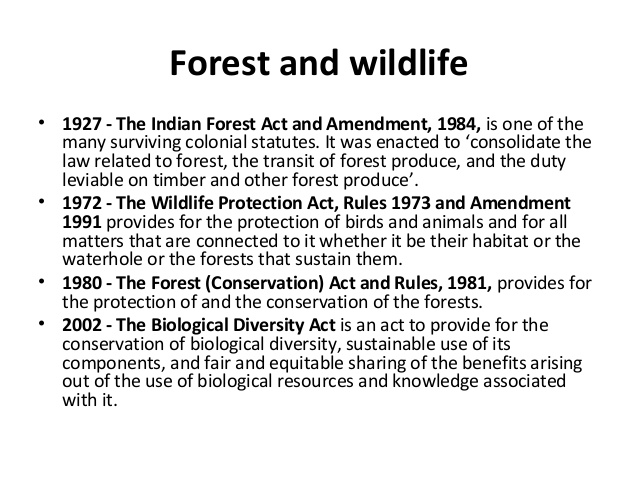 Forest and wildlife
• 1927 - The Indian Forest Act and Amendment, 1984, is one of the
many surviving colonial statutes. It was enacted to ‘consolidate the
law related to forest, the transit of forest produce, and the duty
leviable on timber and other forest produce’.
• 1972 - The Wildlife Protection Act, Rules 1973 and Amendment
1991 provides for the protection of birds and animals and for all
matters that are connected to it whether it be their habitat or the
waterhole or the forests that sustain them.
• 1980 - The Forest (Conservation) Act and Rules, 1981, provides for
the protection of and the conservation of the forests.
• 2002 - The Biological Diversity Act is an act to provide for the
conservation of biological diversity, sustainable use of its
components, and fair and equitable sharing of the benefits arising
out of the use of biological resources and knowledge associated
with it.